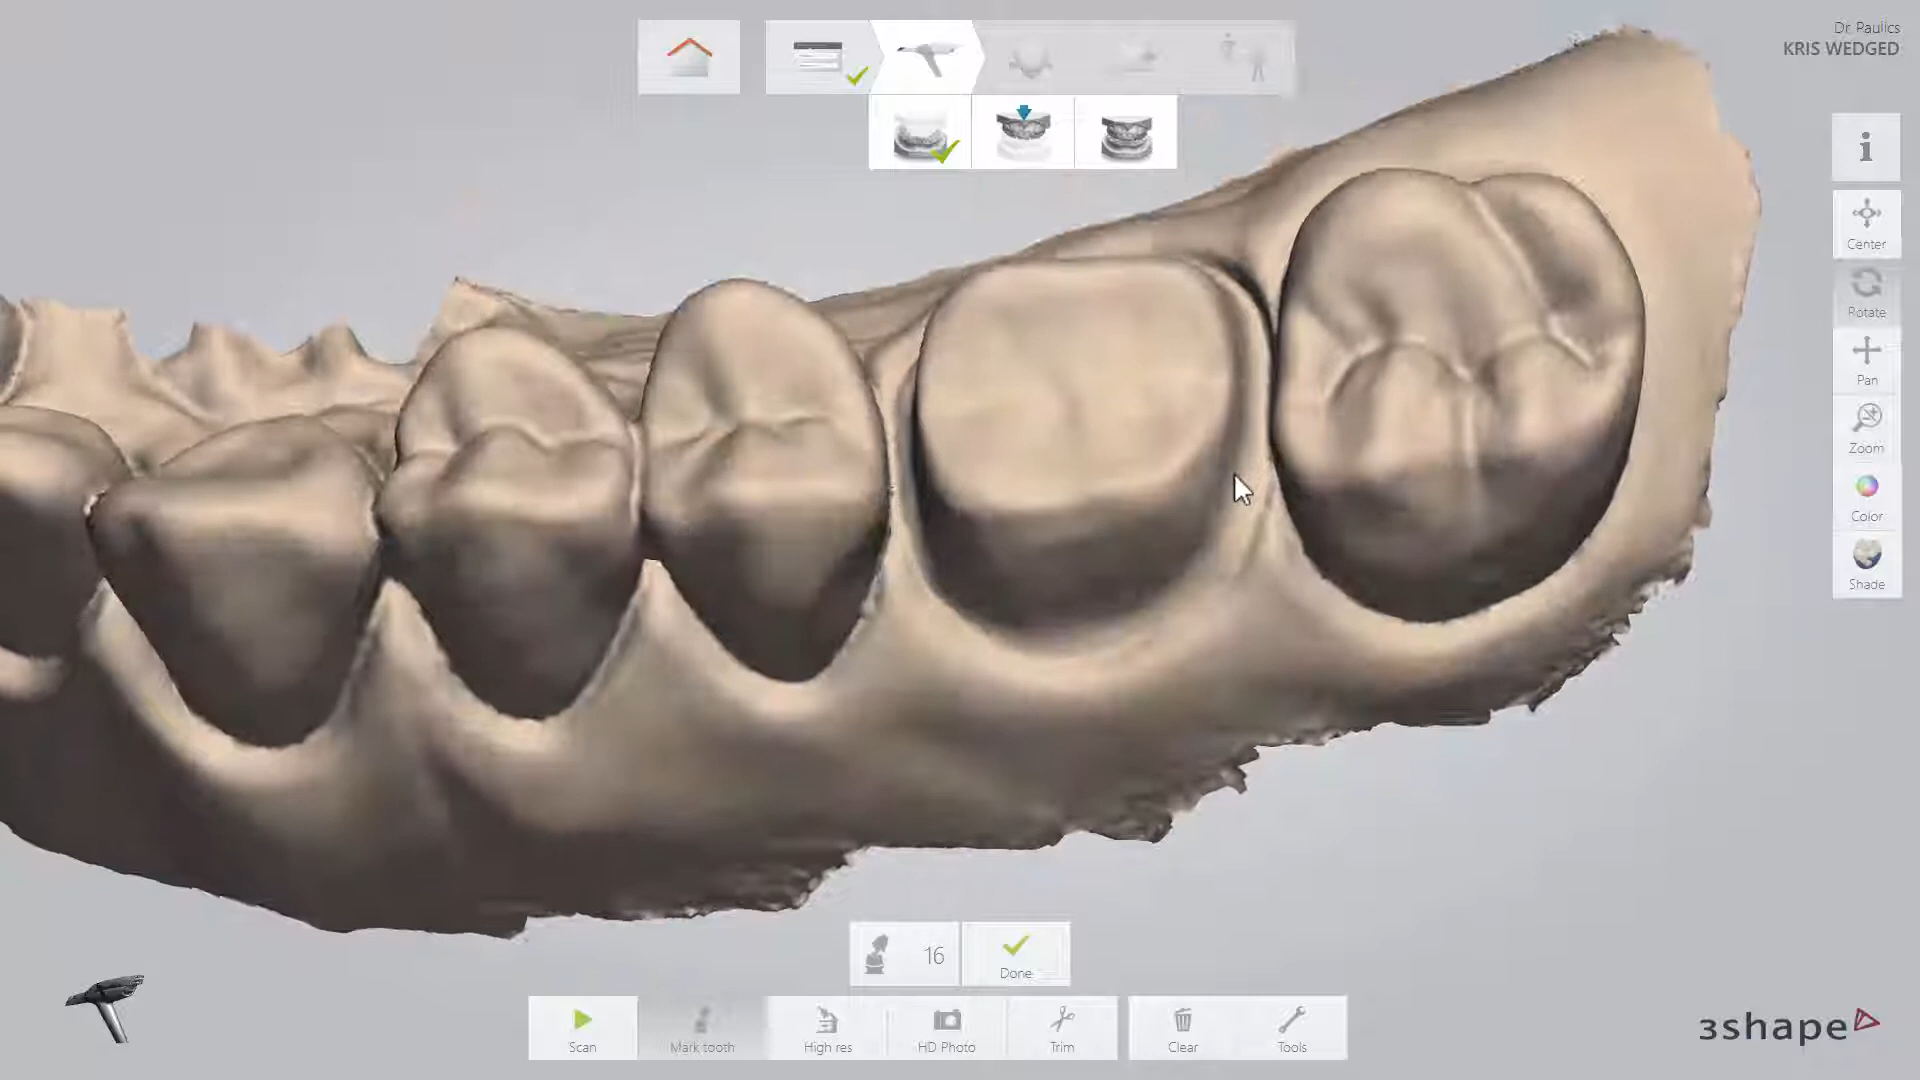 Dr. Paulics
KRIS WEDGED
i
Center
Rotate
Pan
Zoom
Color
Shade
16
Done
Scan
Mark tooth
High res
HD Photo
Trim
Clear
Tools
3shape